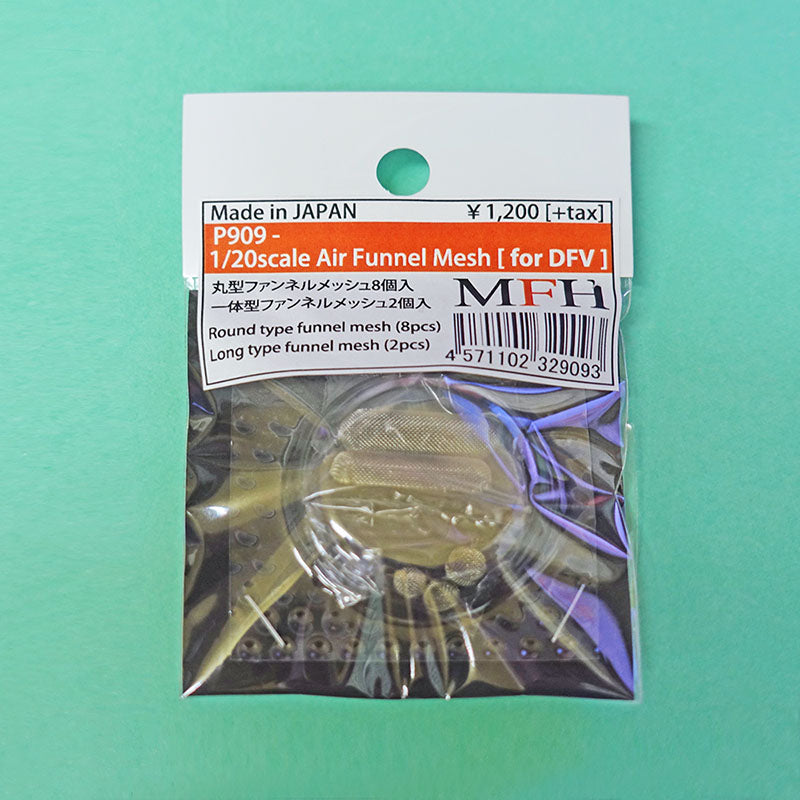 Made in JAPAN ¥ 1,200 [+tax]
P909 -
1/20scale Air Funnel Mesh [ for DFV ]
丸型ファンネルメッシュ8個入
一体型ファンネルメッシュ2個入
MFH
Round type funnel mesh (8pcs)
Long type funnel mesh (2pcs)
4 571102 329093